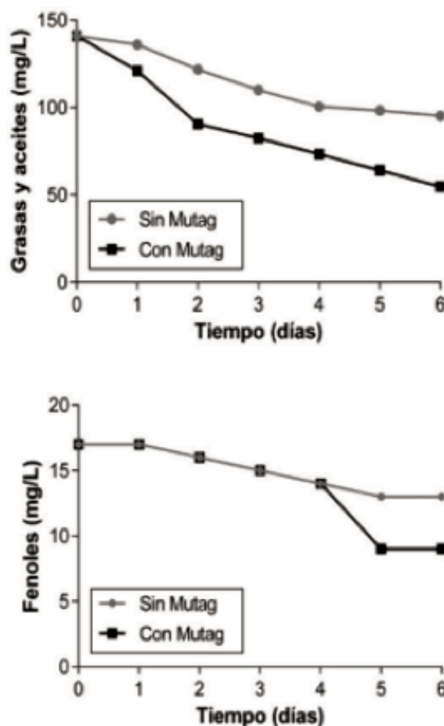 Grasas y aceites (mg/L)
150
100
50
0
Sin Mutag
Con Mutag
0 1 2 3 4 5 6
Tiempo (días)
Fenoles (mg/L)
20
15
10
5
0
Sin Mutag
Con Mutag
0 1 2 3 4 5 6
Tiempo (días)